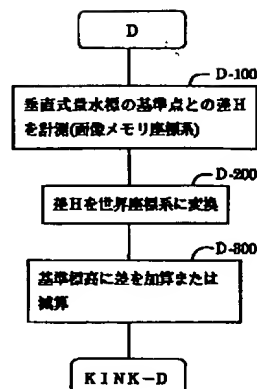 D
D-100
垂直式量水標の基準点との差H
を計測(画像メモリ座標系)
D-200
差Hを世界座標系に変換
D-300
基準標高に差を加算または
減算
KINK-D